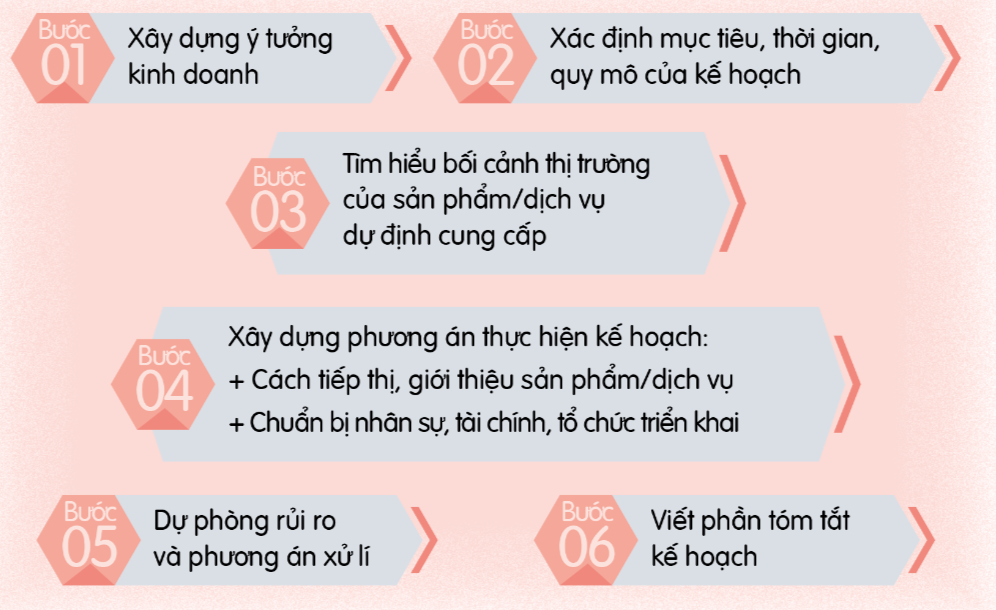 Bước
01
Xây dựng ý tưởng
kinh doanh
Bước
02
Xác định mục tiêu, thời gian,
quy mô của kế hoạch
Bước
03
Tìm hiểu bối cảnh thị trường
của sản phẩm/dịch vụ
dự định cung cấp
Bước
04
Xây dựng phương án thực hiện kế hoạch:
+ Cách tiếp thị, giới thiệu sản phẩm/dịch vụ
+ Chuẩn bị nhân sự, tài chính, tổ chức triển khai
Bước
05
Dự phòng rủi ro
và phương án xử lí
Bước
06
Viết phần tóm tắt
kế hoạch